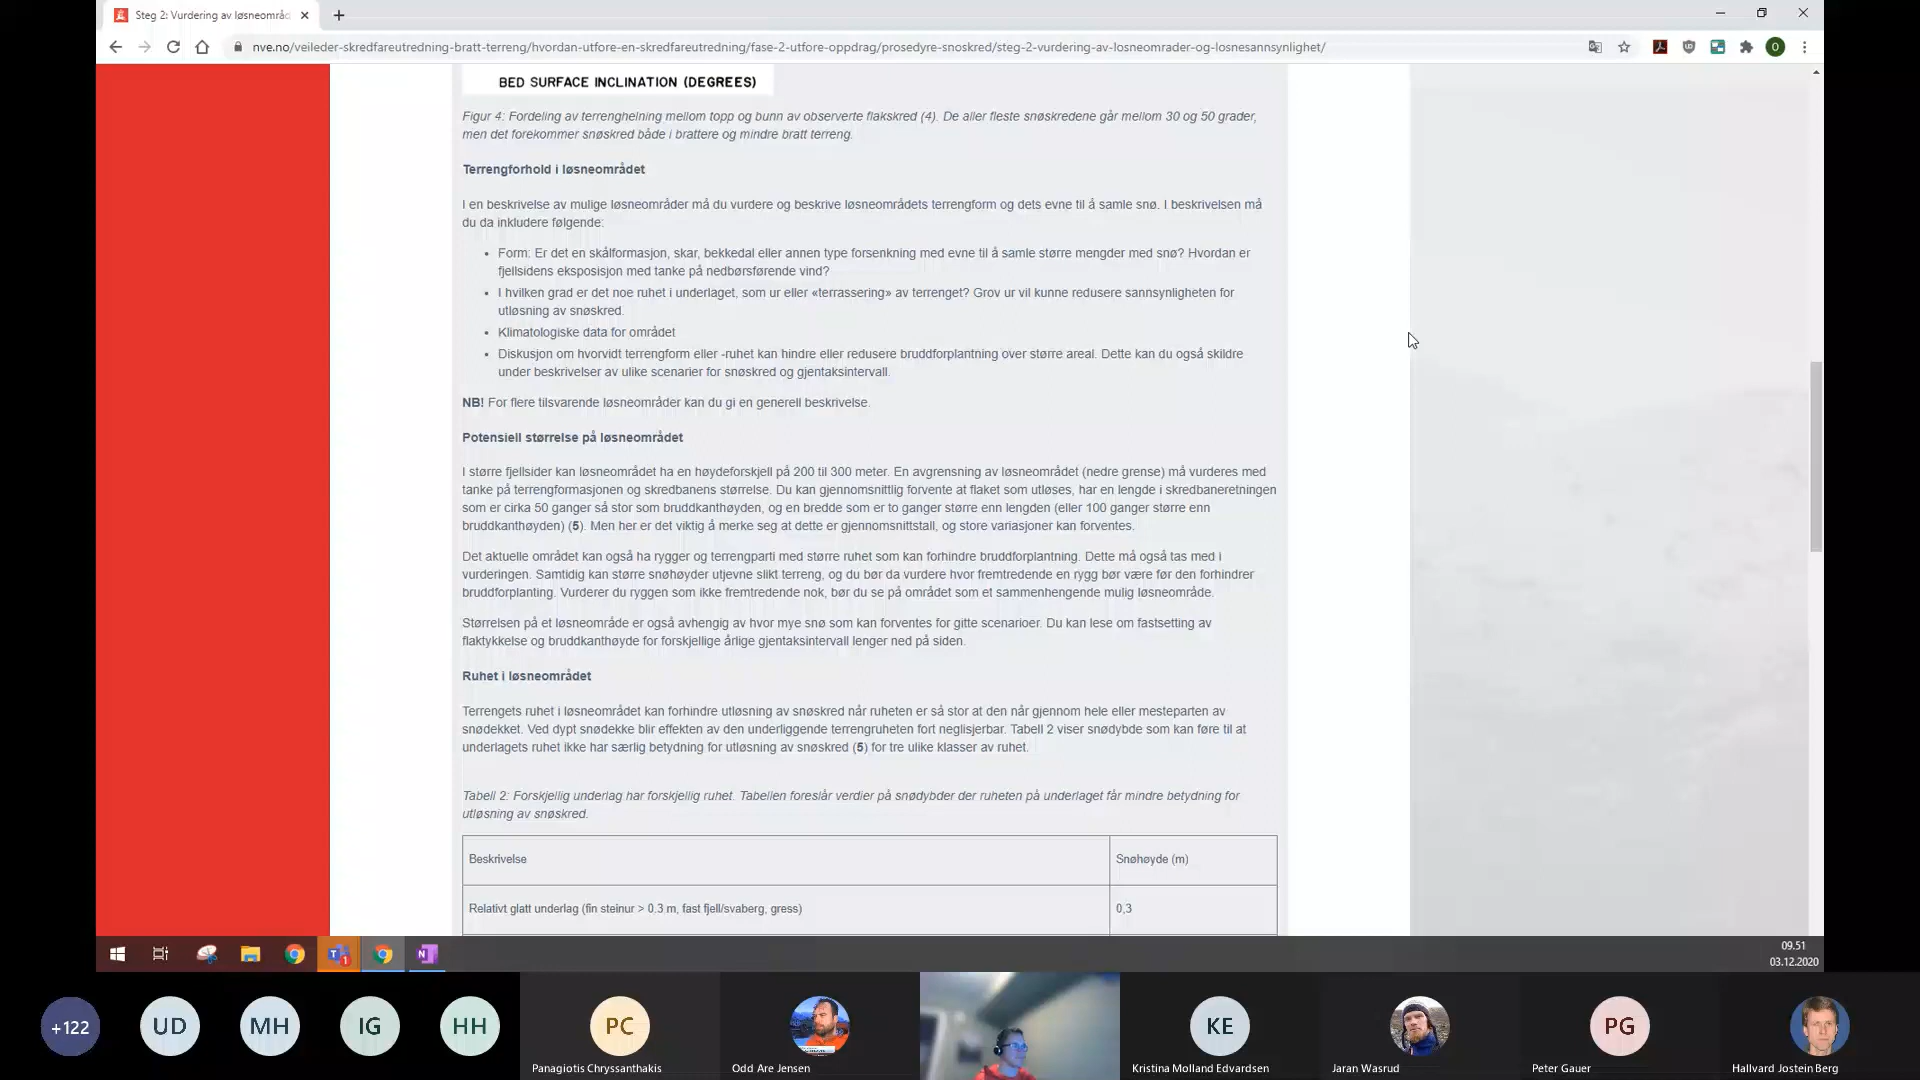 Steg 2: Vurdering av løsneområd
nve.no/veileder-skredfareutredning-bratt-terreng/hvordan-utfore-en-skredfareutredning/fase-2-utfore-oppdrag/prosedyre-snoskred/steg-2-vurdering-av-losneomrader-og-losnesannsynlighet/
O
BED SURFACE INCLINATION (DEGREES)
Figur 4: Fordeling av terrenghelning mellom topp og bunn av observerte flakskred (4). De aller fleste snøskredene går mellom 30 og 50 grader,
men det forekommer snøskred både i brattere og mindre bratt terreng.
Terrengforhold i løsneområdet
I en beskrivelse av mulige løsneområder må du vurdere og beskrive løsneområdets terrengform og dets evne til å samle snø. I beskrivelsen må
du da inkludere følgende:
• Form: Er det en skålformasjon, skar, bekkedal eller annen type forsenkning med evne til å samle større mengder med snø? Hvordan er
fjellsidens eksposisjon med tanke på nedbørsførende vind?
• I hvilken grad er det noe ruhet i underlaget, som ur eller «terrassering» av terrenget? Grov ur vil kunne redusere sannsynligheten for
utløsning av snøskred.
• Klimatologiske data for området
• Diskusjon om hvorvidt terrengform eller -ruhet kan hindre eller redusere bruddforplantning over større areal. Dette kan du også skildre
under beskrivelser av ulike scenarier for snøskred og gjentaksintervall.
NB! For flere tilsvarende løsneområder kan du gi en generell beskrivelse.
Potensiell størrelse på løsneområdet
I større fjellsider kan løsneområdet ha en høydeforskjell på 200 til 300 meter. En avgrensning av løsneområdet (nedre grense) må vurderes med
tanke på terrengformasjonen og skredbanens størrelse. Du kan gjennomsnittlig forvente at flaket som utløses, har en lengde i skredbaneretningen
som er cirka 50 ganger så stor som bruddkanthøyden, og en bredde som er to ganger større enn lengden (eller 100 ganger større enn
bruddkanthøyden) (5). Men her er det viktig å merke seg at dette er gjennomsnittstall, og store variasjoner kan forventes.
Det aktuelle området kan også ha rygger og terrengparti med større ruhet som kan forhindre bruddforplantning. Dette må også tas med i
vurderingen. Samtidig kan større snøhøyder utjevne slikt terreng, og du bør da vurdere hvor fremtredende en rygg bør være før den forhindrer
bruddforplanting. Vurderer du ryggen som ikke fremtredende nok, bør du se på området som et sammenhengende mulig løsneområde.
Størrelsen på et løsneområde er også avhengig av hvor mye snø som kan forventes for gitte scenarioer. Du kan lese om fastsetting av
flaktykkelse og bruddkanthøyde for forskjellige årlige gjentaksintervall lenger ned på siden.
Ruhet i løsneområdet
Terrengets ruhet i løsneområdet kan forhindre utløsning av snøskred når ruheten er så stor at den når gjennom hele eller mesteparten av
snødekket. Ved dypt snødekke blir effekten av den underliggende terrengruheten fort neglisjerbar. Tabell 2 viser snødybde som kan føre til at
underlagets ruhet ikke har særlig betydning for utløsning av snøskred (5) for tre ulike klasser av ruhet.
Tabell 2: Forskjellig underlag har forskjellig ruhet. Tabellen foreslår verdier på snødybder der ruheten på underlaget får mindre betydning for
utløsning av snøskred.
Beskrivelse
Snøhøyde (m)
Relativt glatt underlag (fin steinur > 0.3 m, fast fjell/svaberg, gress)
0,3
09.51
03.12.2020
+122
UD
MH
IG
HH
PC
KE
PG
Panagiotis Chryssanthakis
Odd Are Jensen
Kristina Molland Edvardsen
Jaran Wasrud
Peter Gauer
Hallvard Jostein Berg